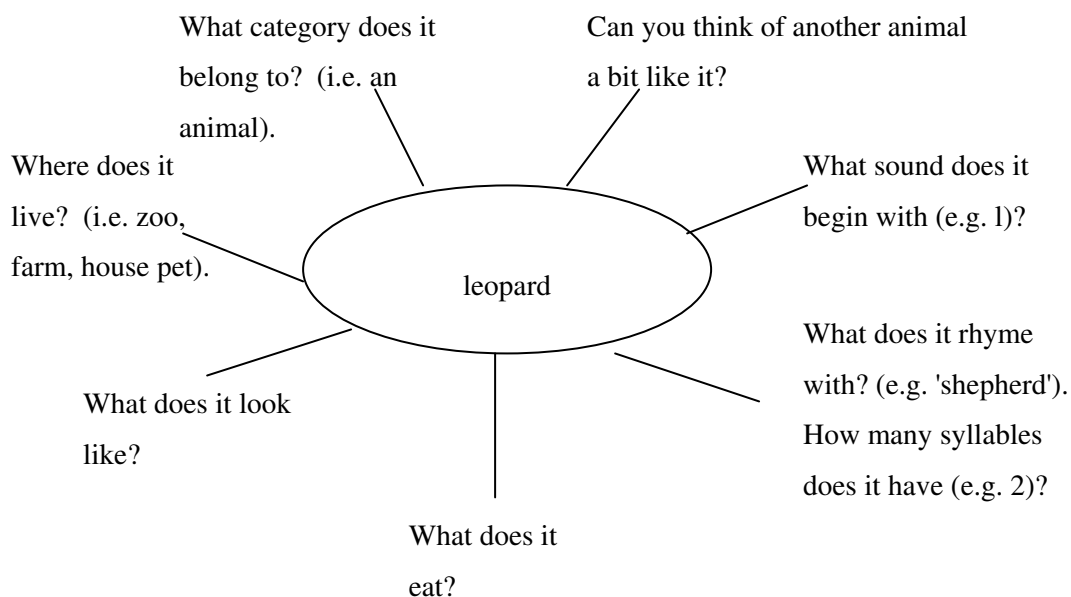 What category does it
belong to?  (i.e. an
animal).
Can you think of another animal
a bit like it?
Where does it
live?  (i.e. zoo,
farm, house pet).
What sound does it
begin with (e.g. l)?
leopard
What does it rhyme
with? (e.g. 'shepherd').
How many syllables
does it have (e.g. 2)?
What does it look
like?
What does it
eat?